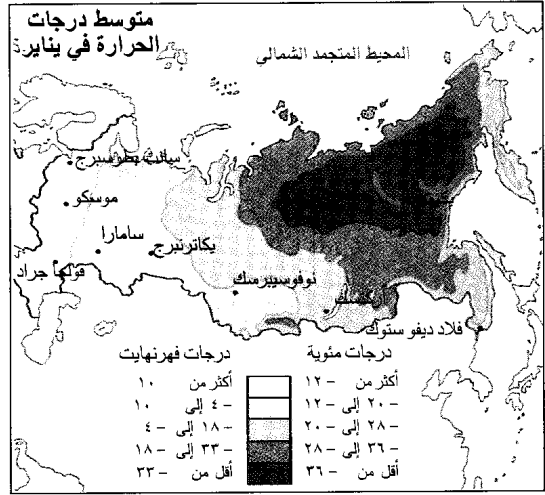 متوسط درجات
الحرارة في يناير
المحيط المتجمد الشمالي
سانت بطرسبرج
موسكو
سامارا
يكاترنبرج
فولجا جراد
نوفوسيبرسك
فلاد ديفو ستوك
درجات مئوية
درجات فهرنهايت
أكثر من -١٢
أكثر من ١٠
-٢٠ إلى -١٢
-٤ إلى ١٠
-٢٨ إلى -٢٠
-١٨ إلى -٤
-٣٦ إلى -٢٨
-٣٣ إلى -١٨
أقل من -٣٦
أقل من -٣٣